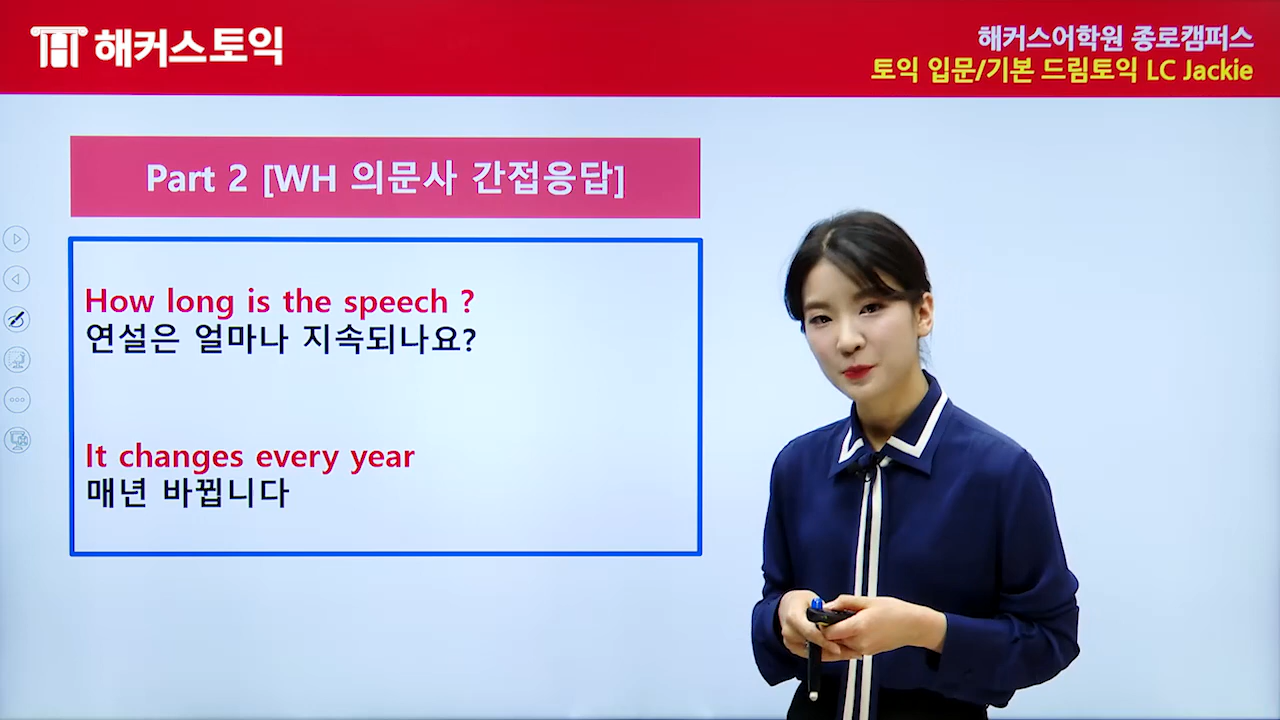 해커스토익
해커스어학원 종로캠퍼스
토익 입문/기본 드림토익 LC Jackie
Part 2 [WH 의문사 간접응답]
How long is the speech ?
연설은 얼마나 지속되나요?
It changes every year
매년 바뀝니다